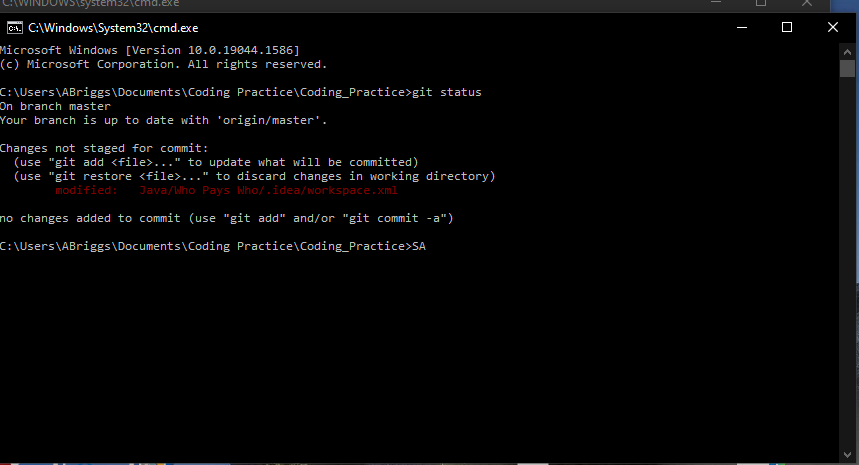 C:\WINDOWS\system32\cmd.exe
C:\Windows\System32\cmd.exe
Microsoft Windows [Version 10.0.19044.1586]
(c) Microsoft Corporation. All rights reserved.
C:\Users\ABriggs\Documents\Coding Practice\Coding_Practice>git status
On branch master
Your branch is up to date with 'origin/master'.
Changes not staged for commit:
(use "git add <file>..." to update what will be committed)
(use "git restore <file>..." to discard changes in working directory)
modified: Java/Who Pays Who/.idea/workspace.xml
no changes added to commit (use "git add" and/or "git commit -a")
C:\Users\ABriggs\Documents\Coding Practice\Coding_Practice>SA